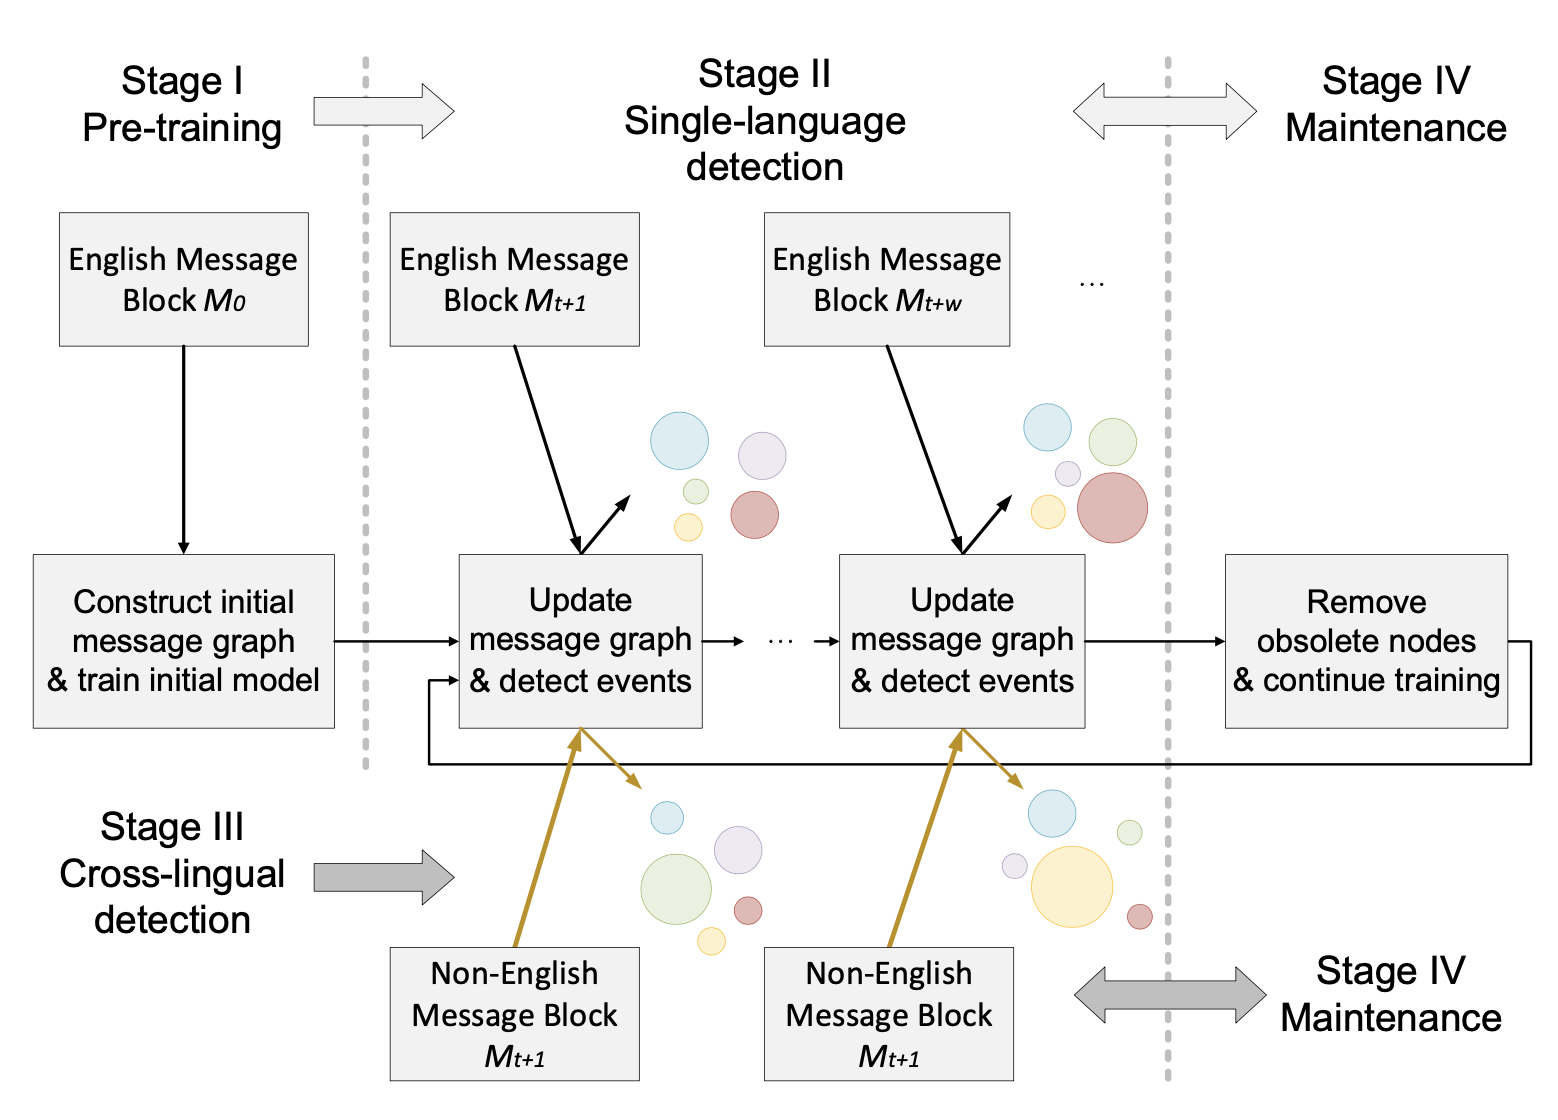 Stage I
Pre-training
Stage II
Single-language
detection
Stage IV
Maintenance
English Message
Block M0
English Message
Block Mt+1
English Message
Block Mt+w
...
Construct initial
message graph
& train initial model
Update
message graph
& detect events
...
Update
message graph
& detect events
Remove
obsolete nodes
& continue training
Stage III
Cross-lingual
detection
Non-English
Message Block
Mt+1
Non-English
Message Block
Mt+1
Stage IV
Maintenance